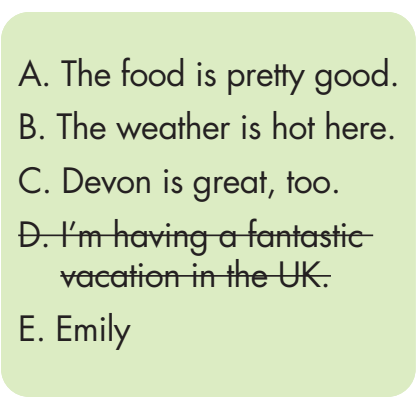 A. The food is pretty good.
B. The weather is hot here.
C. Devon is great, too.
D. I'm having a fantastic
vacation in the UK.
E. Emily